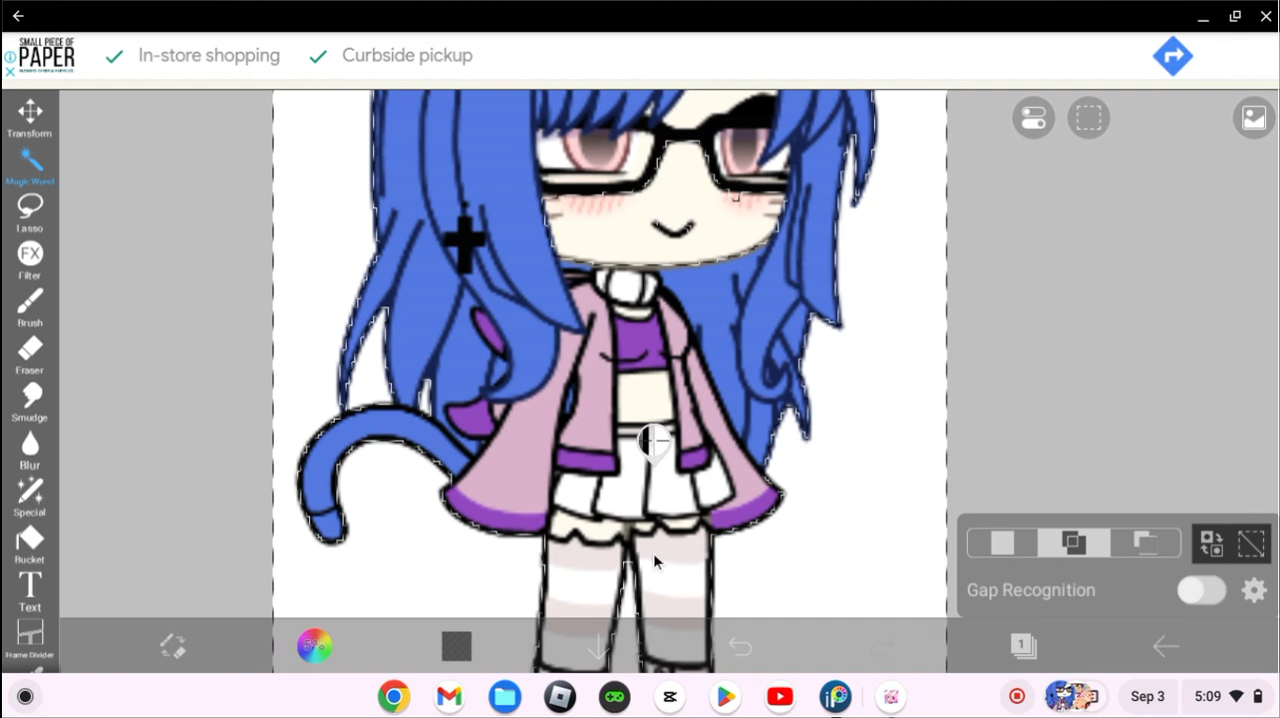 SMALL PIECE OF
PAPER
In-store shopping
Curbside pickup
Transform
Magic Wand
Lasso
FX
Filter
Brush
Eraser
Smudge
Blur
Special
Bucket
T
Text
Frame Divider
Gap Recognition
5%
1
Sep 3
5:09